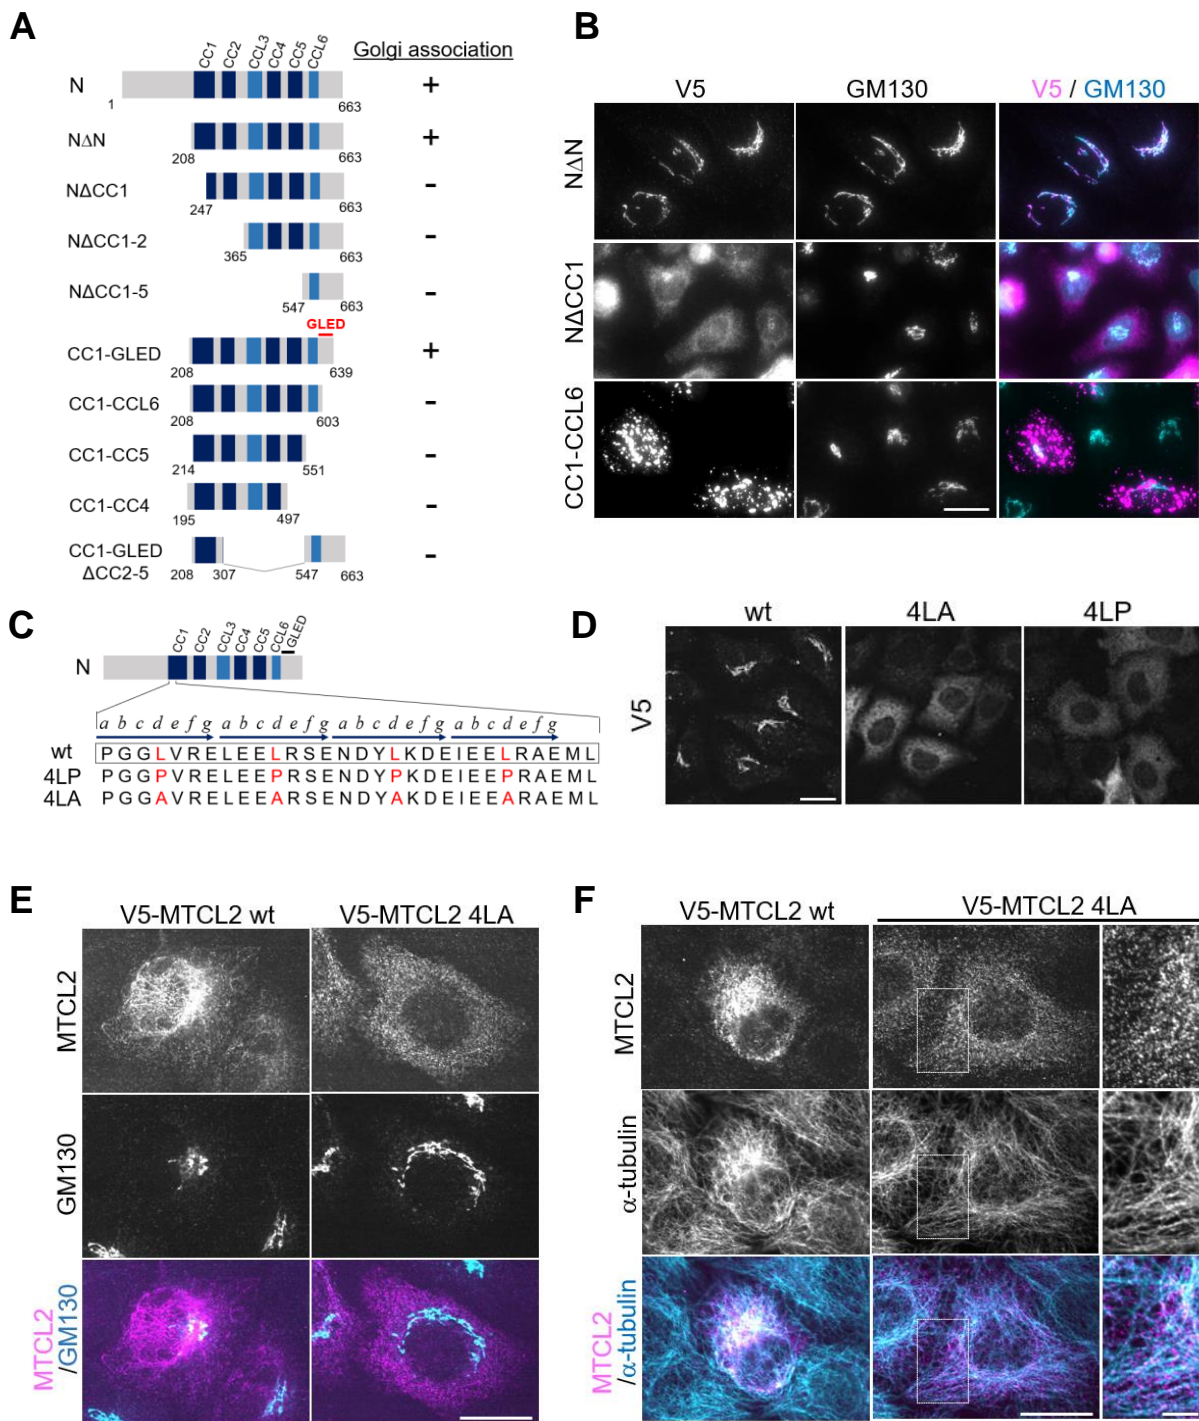 A
CC1 CC2 CCL3 CC4 CC5 CCL6
Golgi association
N
1
663
+
NΔN
208
663
+
NΔCC1
247
663
-
NΔCC1-2
365
663
-
NΔCC1-5
547
663
-
GLED
CC1-GLED
208
639
+
CC1-CCL6
208
603
-
CC1-CC5
214
551
-
CC1-CC4
195
497
-
CC1-GLED
ΔCC2-5
208
307
547
663
-
B
V5
GM130
V5 / GM130
NΔN
NΔCC1
CC1-CCL6
C
CC1 CC2 CCL3 CC4 CC5 CCL6 GLED
N
a b c d e f g a b c d e f g a b c d e f g a b c d e f g
wt PGGLVRELEELRSENDYLKDEIEELRAEML
4LP PGGPVRELEEPRSENDYPKDEIEEPRAEML
4LA PGGAVRELEEARSENDYAKDEIEEARAEML
D
wt
4LA
4LP
V5
E
V5-MTCL2 wt
V5-MTCL2 4LA
MTCL2
GM130
MTCL2
/GM130
F
V5-MTCL2 wt
V5-MTCL2 4LA
MTCL2
α-tubulin
MTCL2
/α-tubulin